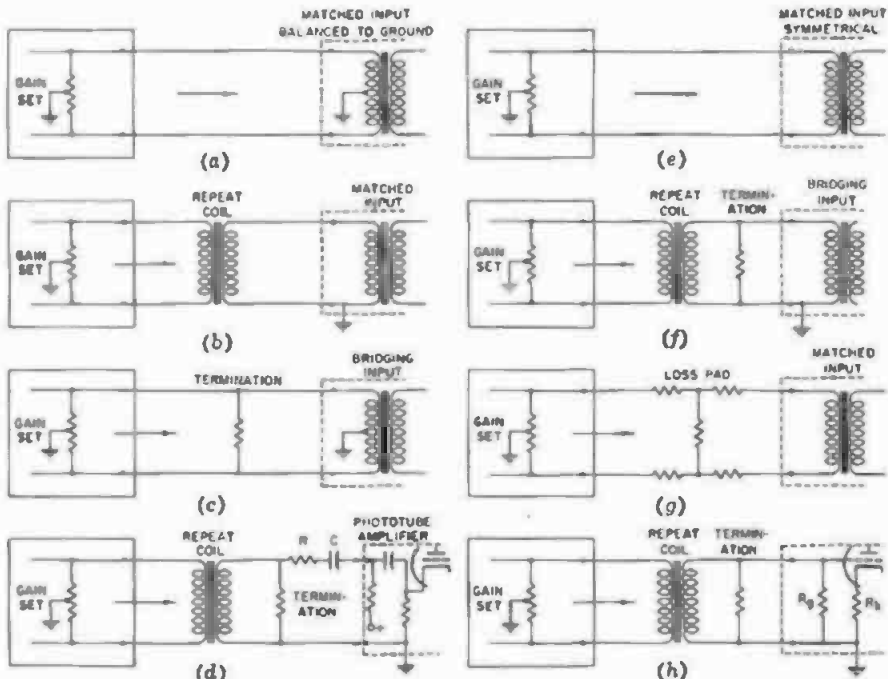 MATCHED INPUT
BALANCED TO GROUND
GAIN
SET
(a)
MATCHED INPUT
SYMMETRICAL
GAIN
SET
(e)
REPEAT
COIL
MATCHED
INPUT
GAIN
SET
(b)
REPEAT
COIL
TERMIN-
ATION
BRIDGING
INPUT
GAIN
SET
(f)
TERMINATION
BRIDGING
INPUT
GAIN
SET
(c)
LOSS PAD
MATCHED
INPUT
GAIN
SET
(g)
REPEAT
COIL
R C
PHOTOTUBE
AMPLIFIER
GAIN
SET
TERMIN-
ATION
+
(d)
REPEAT
COIL
TERMIN-
ATION
GAIN
SET
Rg
Rk
(h)